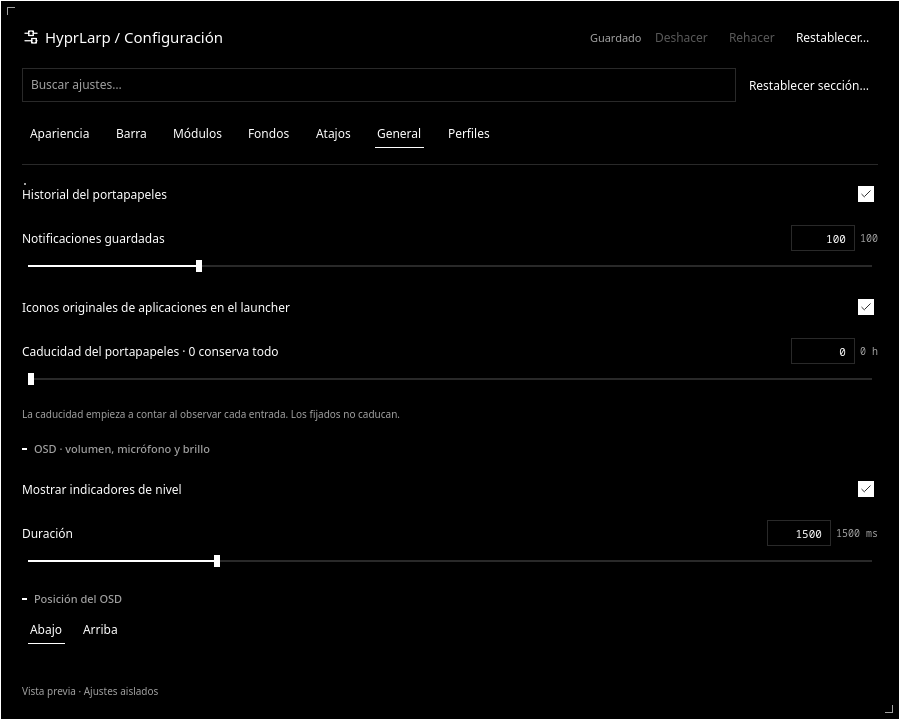 HyprLarp / Configuración
Guardado Deshacer Rehacer Restablecer...
Buscar ajustes...
Restablecer sección...
Apariencia Barra Módulos Fondos Atajos General Perfiles
Historial del portapapeles
Notificaciones guardadas 100 100
Iconos originales de aplicaciones en el launcher
Caducidad del portapapeles · 0 conserva todo 0 0 h
La caducidad empieza a contar al observar cada entrada. Los fijados no caducan.
OSD · volumen, micrófono y brillo
Mostrar indicadores de nivel
Duración 1500 1500 ms
Posición del OSD
Abajo Arriba
Vista previa · Ajustes aislados